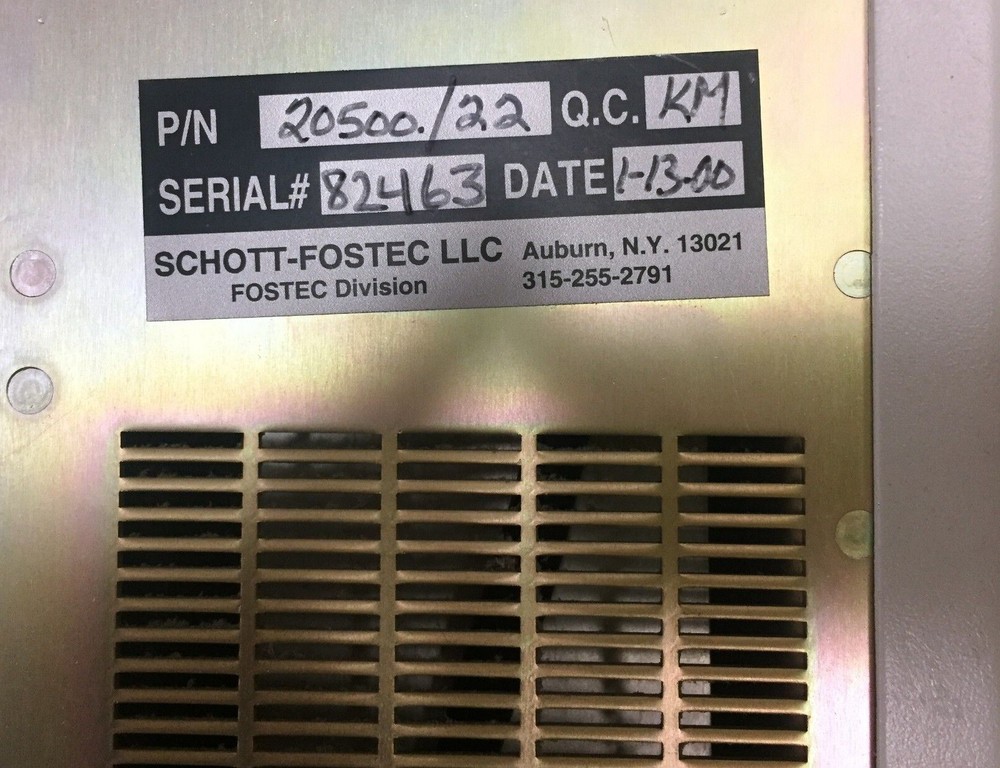 P/N 20500./22 Q.C. KM
SERIAL# 82463 DATE 1-13-00
SCHOTT-FOSTEC LLC Auburn, N.Y. 13021
FOSTEC Division 315-255-2791